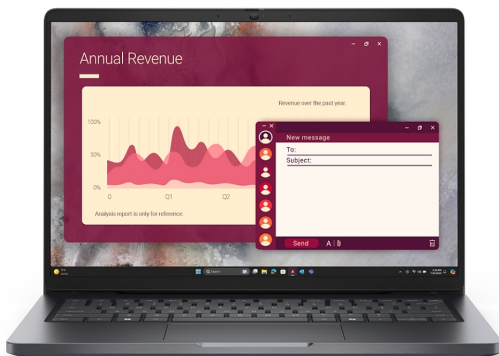 Annual Revenue
Revenue over the past year.
100%
50%
0%
Q
Q1
Q2
Analysis report is only for reference.
New message
To:
Subject:
Send
A
Search